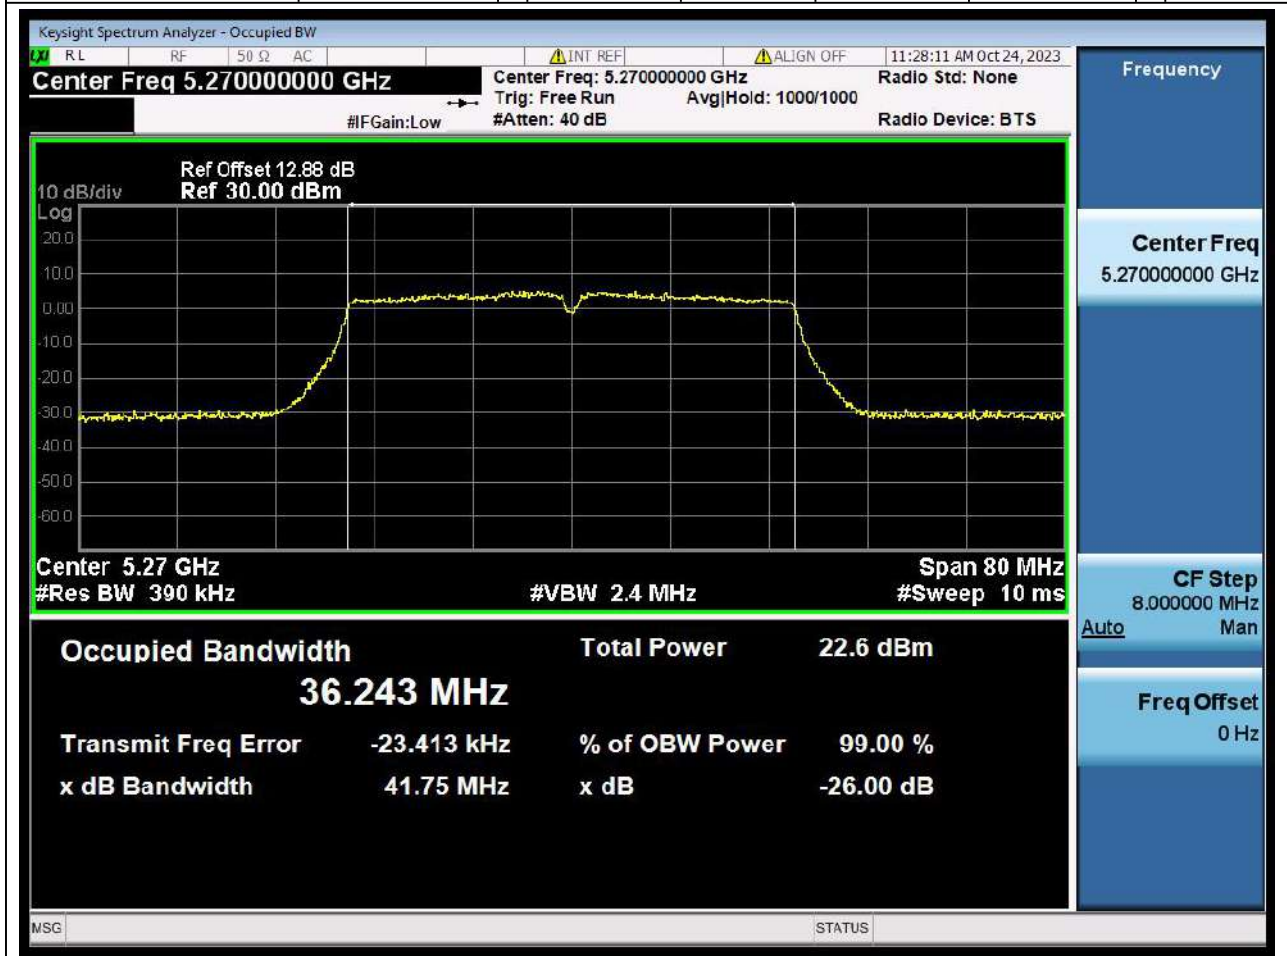 Keysight Spectrum Analyzer - Occupied BW
LXI RL RF 50 Ω AC INT REF ALIGN OFF 11:28:11 AM Oct 24, 2023
Center Freq 5.270000000 GHz
Center Freq: 5.270000000 GHz
Radio Std: None
Trig: Free Run Avg|Hold: 1000/1000
#IFGain:Low
#Atten: 40 dB
Radio Device: BTS
Ref Offset 12.88 dB
10 dB/div Ref 30.00 dBm
Log
20.0
10.0
0.00
-10.0
-20.0
-30.0
-40.0
-50.0
-60.0
Center 5.27 GHz Span 80 MHz
#Res BW 390 kHz #VBW 2.4 MHz #Sweep 10 ms
Occupied Bandwidth Total Power 22.6 dBm
36.243 MHz
Transmit Freq Error -23.413 kHz % of OBW Power 99.00 %
x dB Bandwidth 41.75 MHz x dB -26.00 dB
MSG STATUS
Frequency
Center Freq
5.270000000 GHz
CF Step
8.000000 MHz
Auto Man
Freq Offset
0 Hz